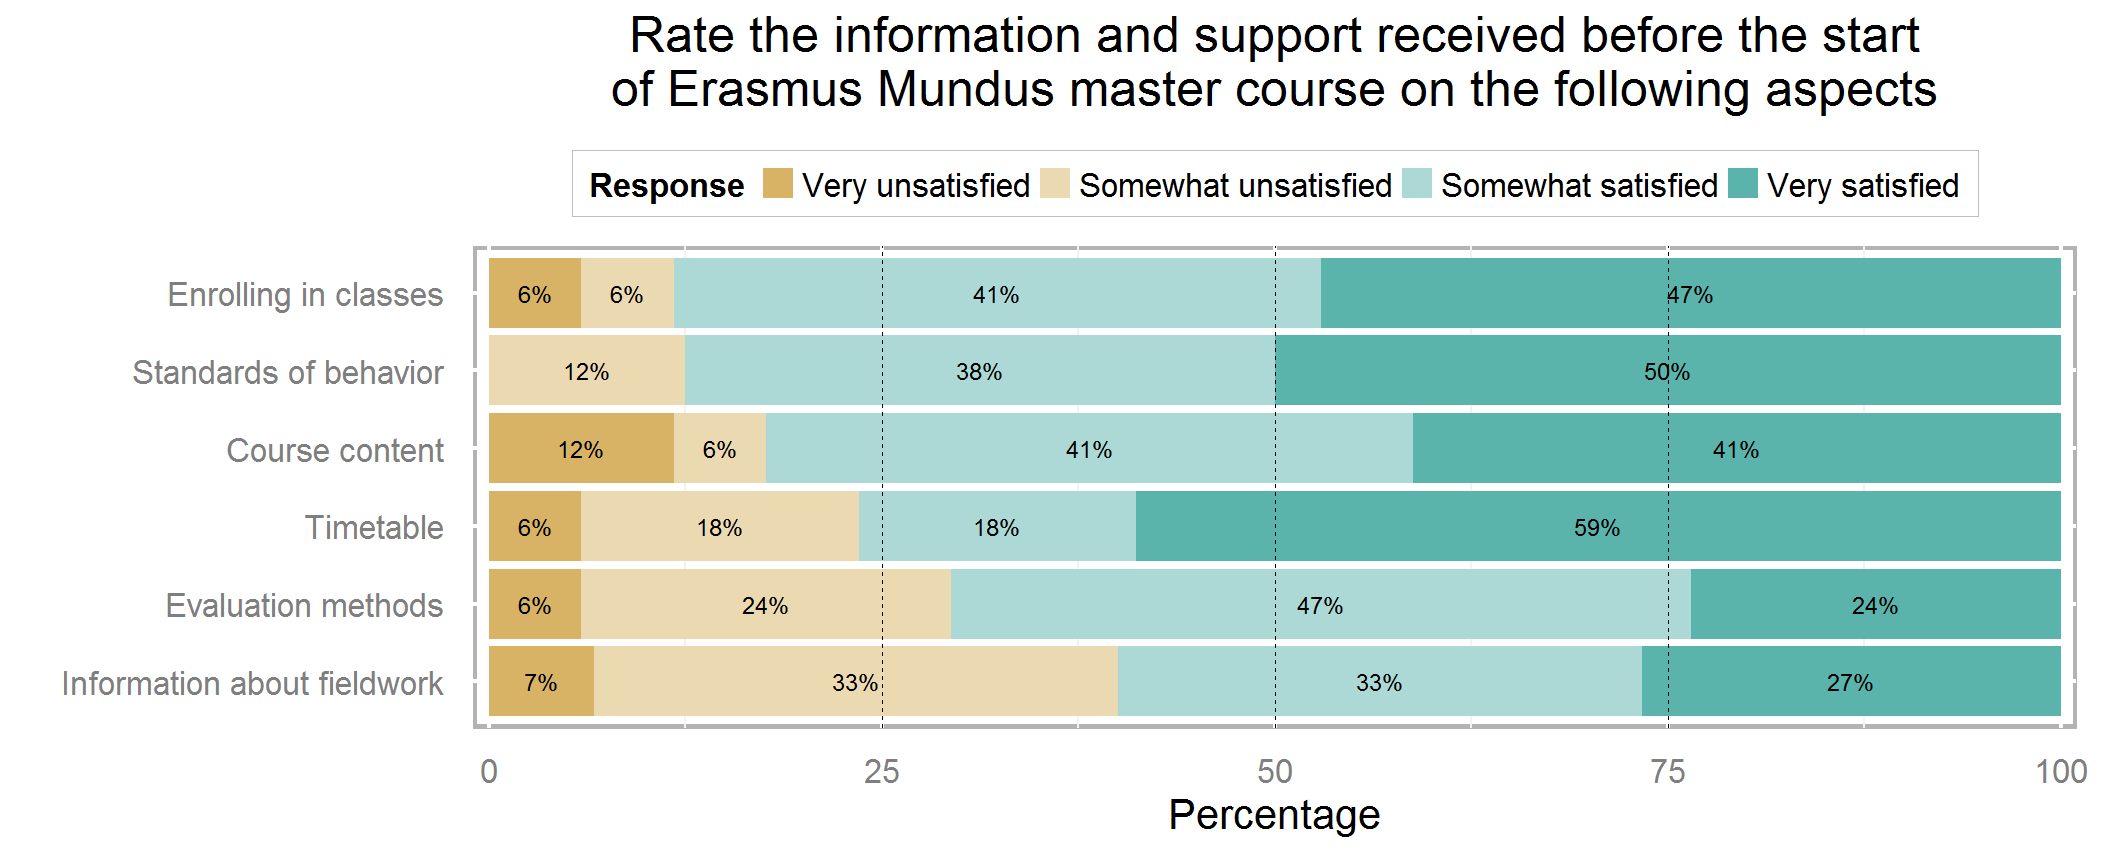 Rate the information and support received before the start
of Erasmus Mundus master course on the following aspects
Response Very unsatisfied Somewhat unsatisfied Somewhat satisfied Very satisfied
Enrolling in classes 6% 6% 41% 47%
Standards of behavior 12% 38% 50%
Course content 12% 6% 41% 41%
Timetable 6% 18% 18% 59%
Evaluation methods 6% 24% 47% 24%
Information about fieldwork 7% 33% 33% 27%
0 25 50 75 100
Percentage